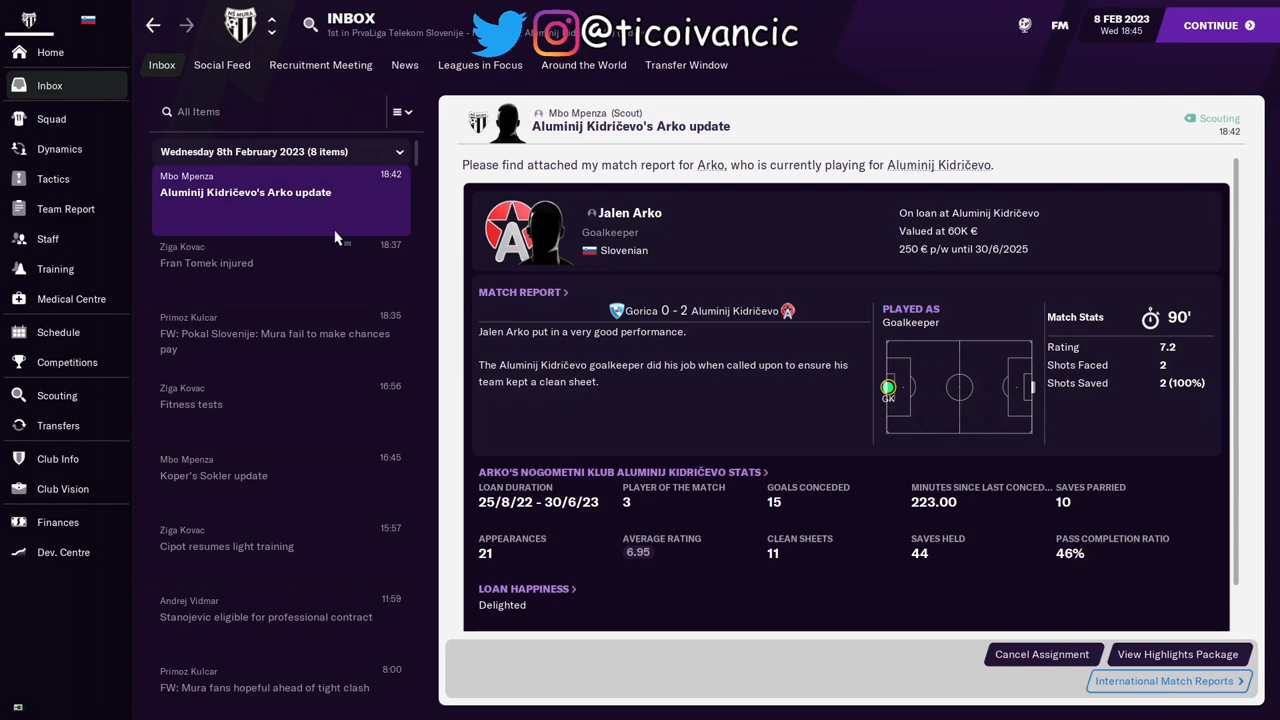 INBOX
1st in PrvaLiga Telekom Slovenije -
@ticoivancic
FM
8 FEB 2023
Wed 18:45
CONTINUE
Inbox
Social Feed
Recruitment Meeting
News
Leagues in Focus
Around the World
Transfer Window
Home
Inbox
Squad
Dynamics
Tactics
Team Report
Staff
Training
Medical Centre
Schedule
Competitions
Scouting
Transfers
Club Info
Club Vision
Finances
Dev. Centre
All Items
Wednesday 8th February 2023 (8 items)
Mbo Mpenza 18:42
Aluminij Kidričevo's Arko update
Ziga Kovac 18:37
Fran Tomek injured
Primoz Kulcar 18:35
FW: Pokal Slovenije: Mura fail to make chances
pay
Ziga Kovac 16:56
Fitness tests
Mbo Mpenza 16:45
Koper's Sokler update
Ziga Kovac 15:57
Cipot resumes light training
Andrej Vidmar 11:59
Stanojevic eligible for professional contract
Primoz Kulcar 8:00
FW: Mura fans hopeful ahead of tight clash
Mbo Mpenza (Scout)
Aluminij Kidričevo's Arko update
Scouting
18:42
Please find attached my match report for Arko, who is currently playing for Aluminij Kidričevo.
Jalen Arko
Goalkeeper
Slovenian
On loan at Aluminij Kidričevo
Valued at 60K €
250 € p/w until 30/6/2025
MATCH REPORT >
Gorica 0 - 2 Aluminij Kidričevo
Jalen Arko put in a very good performance.
The Aluminij Kidričevo goalkeeper did his job when called upon to ensure his
team kept a clean sheet.
PLAYED AS
Goalkeeper
GK
Match Stats 90'
Rating 7.2
Shots Faced 2
Shots Saved 2 (100%)
ARKO'S NOGOMETNI KLUB ALUMINIJ KIDRIČEVO STATS >
LOAN DURATION PLAYER OF THE MATCH GOALS CONCEDED MINUTES SINCE LAST CONCED... SAVES PARRIED
25/8/22 - 30/6/23 3 15 223.00 10
APPEARANCES AVERAGE RATING CLEAN SHEETS SAVES HELD PASS COMPLETION RATIO
21 6.95 11 44 46%
LOAN HAPPINESS >
Delighted
Cancel Assignment
View Highlights Package
International Match Reports >